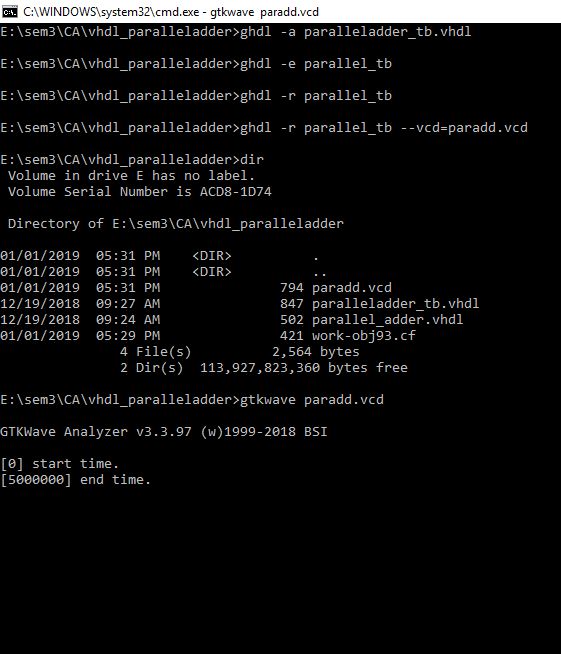 C:\WINDOWS\system32\cmd.exe - gtkwave  paradd.vcd
E:\sem3\CA\vhdl_paralleladder>ghdl -a paralleladder_tb.vhdl
E:\sem3\CA\vhdl_paralleladder>ghdl -e parallel_tb
E:\sem3\CA\vhdl_paralleladder>ghdl -r parallel_tb
E:\sem3\CA\vhdl_paralleladder>ghdl -r parallel_tb --vcd=paradd.vcd
E:\sem3\CA\vhdl_paralleladder>dir
 Volume in drive E has no label.
 Volume Serial Number is ACD8-1D74
 Directory of E:\sem3\CA\vhdl_paralleladder
01/01/2019  05:31 PM    <DIR>          .
01/01/2019  05:31 PM    <DIR>          ..
01/01/2019  05:31 PM               794 paradd.vcd
12/19/2018  09:27 AM               847 paralleladder_tb.vhdl
12/19/2018  09:24 AM               502 parallel_adder.vhdl
01/01/2019  05:29 PM               421 work-obj93.cf
               4 File(s)          2,564 bytes
               2 Dir(s)  113,927,823,360 bytes free
E:\sem3\CA\vhdl_paralleladder>gtkwave paradd.vcd
GTKWave Analyzer v3.3.97 (w)1999-2018 BSI
[0] start time.
[5000000] end time.